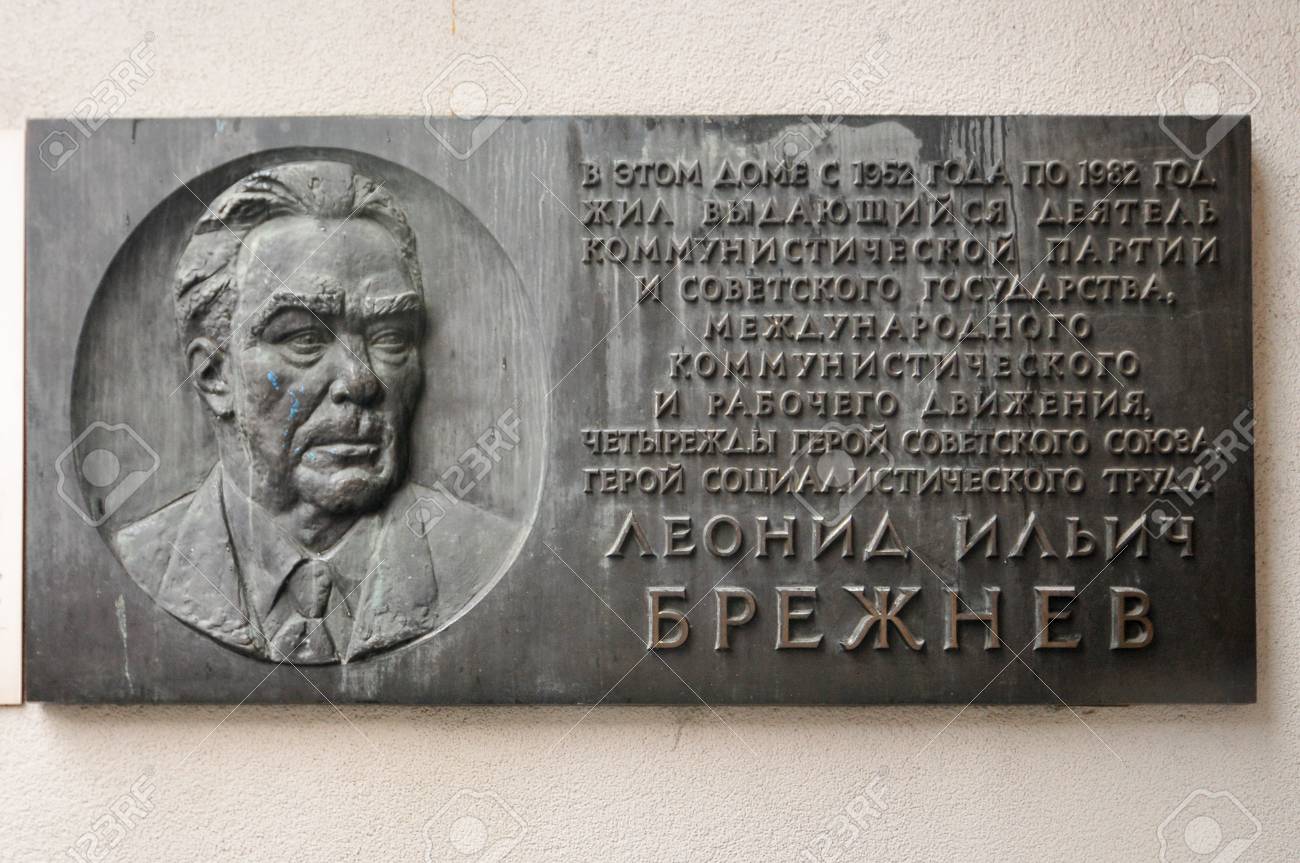 В ЭТОМ ДОМЕ С 1952 ГОДА ПО 1982 ГОД
ЖИЛ ВЫДАЮЩИЙСЯ ДЕЯТЕЛЬ
КОММУНИСТИЧЕСКОЙ ПАРТИИ
И СОВЕТСКОГО ГОСУДАРСТВА,
МЕЖДУНАРОДНОГО
КОММУНИСТИЧЕСКОГО
И РАБОЧЕГО ДВИЖЕНИЯ,
ЧЕТЫРЕЖДЫ ГЕРОЙ СОВЕТСКОГО СОЮЗА,
ГЕРОЙ СОЦИАЛИСТИЧЕСКОГО ТРУДА
ЛЕОНИД ИЛЬИЧ
БРЕЖНЕВ
123RF